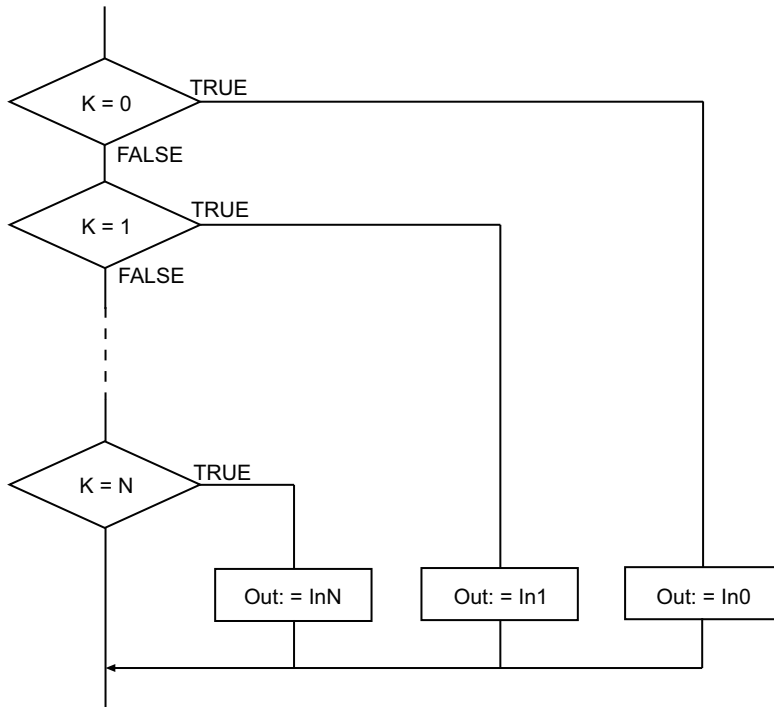 TRUE
K = 0
FALSE
TRUE
K = 1
FALSE
TRUE
K = N
Out: = InN
Out: = In1
Out: = In0